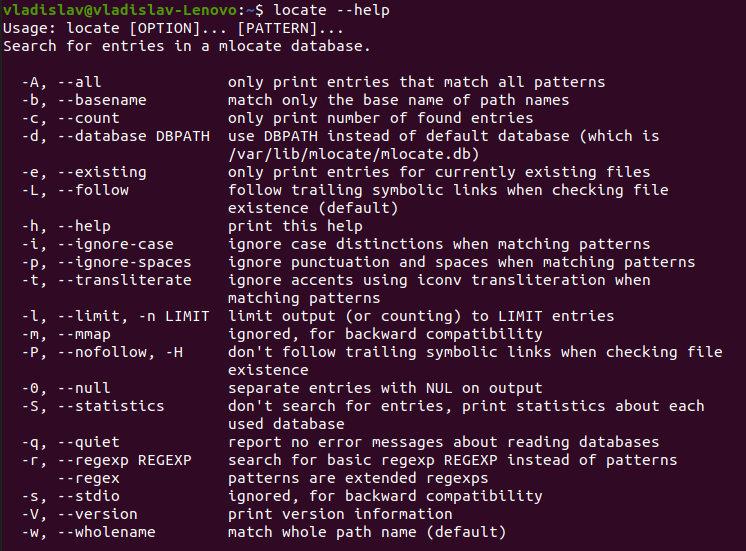 vladislav@vladislav-Lenovo:~$ locate --help
Usage: locate [OPTION]... [PATTERN]...
Search for entries in a mlocate database.

  -A, --all              only print entries that match all patterns
  -b, --basename         match only the base name of path names
  -c, --count            only print number of found entries
  -d, --database DBPATH  use DBPATH instead of default database (which is
                         /var/lib/mlocate/mlocate.db)
  -e, --existing         only print entries for currently existing files
  -L, --follow           follow trailing symbolic links when checking file
                         existence (default)
  -h, --help             print this help
  -i, --ignore-case      ignore case distinctions when matching patterns
  -p, --ignore-spaces    ignore punctuation and spaces when matching patterns
  -t, --transliterate    ignore accents using iconv transliteration when
                         matching patterns
  -l, --limit, -n LIMIT  limit output (or counting) to LIMIT entries
  -m, --mmap             ignored, for backward compatibility
  -P, --nofollow, -H     don't follow trailing symbolic links when checking file
                         existence
  -0, --null             separate entries with NUL on output
  -S, --statistics       don't search for entries, print statistics about each
                         used database
  -q, --quiet            report no error messages about reading databases
  -r, --regexp REGEXP    search for basic regexp REGEXP instead of patterns
      --regex            patterns are extended regexps
  -s, --stdio            ignored, for backward compatibility
  -V, --version          print version information
  -w, --wholename        match whole path name (default)